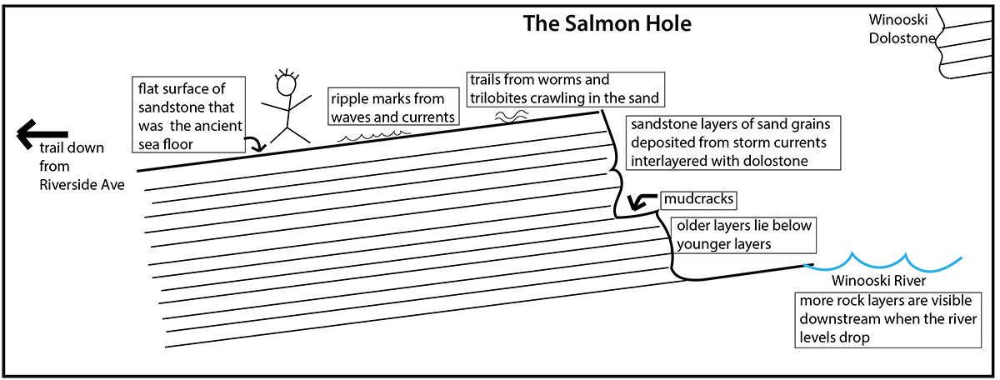 The Salmon Hole
Winooski
Dolostone
flat surface of
sandstone that
was the ancient
sea floor
ripple marks from
waves and currents
trails from worms and
trilobites crawling in the sand
trail down
from
Riverside Ave
sandstone layers of sand grains
deposited from storm currents
interlayered with dolostone
mudcracks
older layers lie below
younger layers
Winooski River
more rock layers are visible
downstream when the river
levels drop